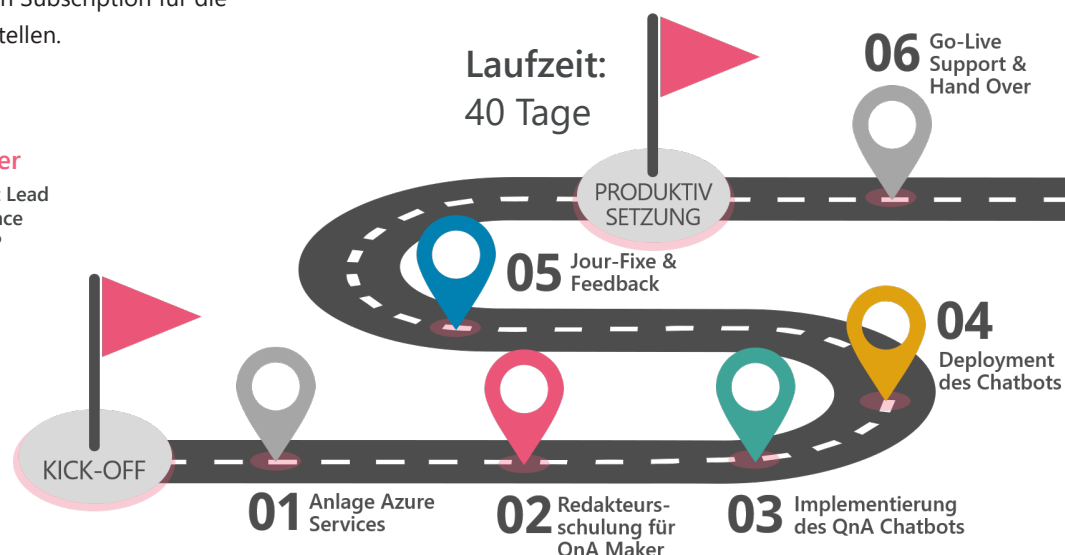 Subscription für die
tellen.
Laufzeit:
40 Tage
06 Go-Live
Support &
Hand Over
er
Lead
nce
PRODUKTIV
SETZUNG
05 Jour-Fixe &
Feedback
04
Deployment
des Chatbots
KICK-OFF
01 Anlage Azure
Services
02 Redakteurs-
schulung für
QnA Maker
03 Implementierung
des QnA Chatbots